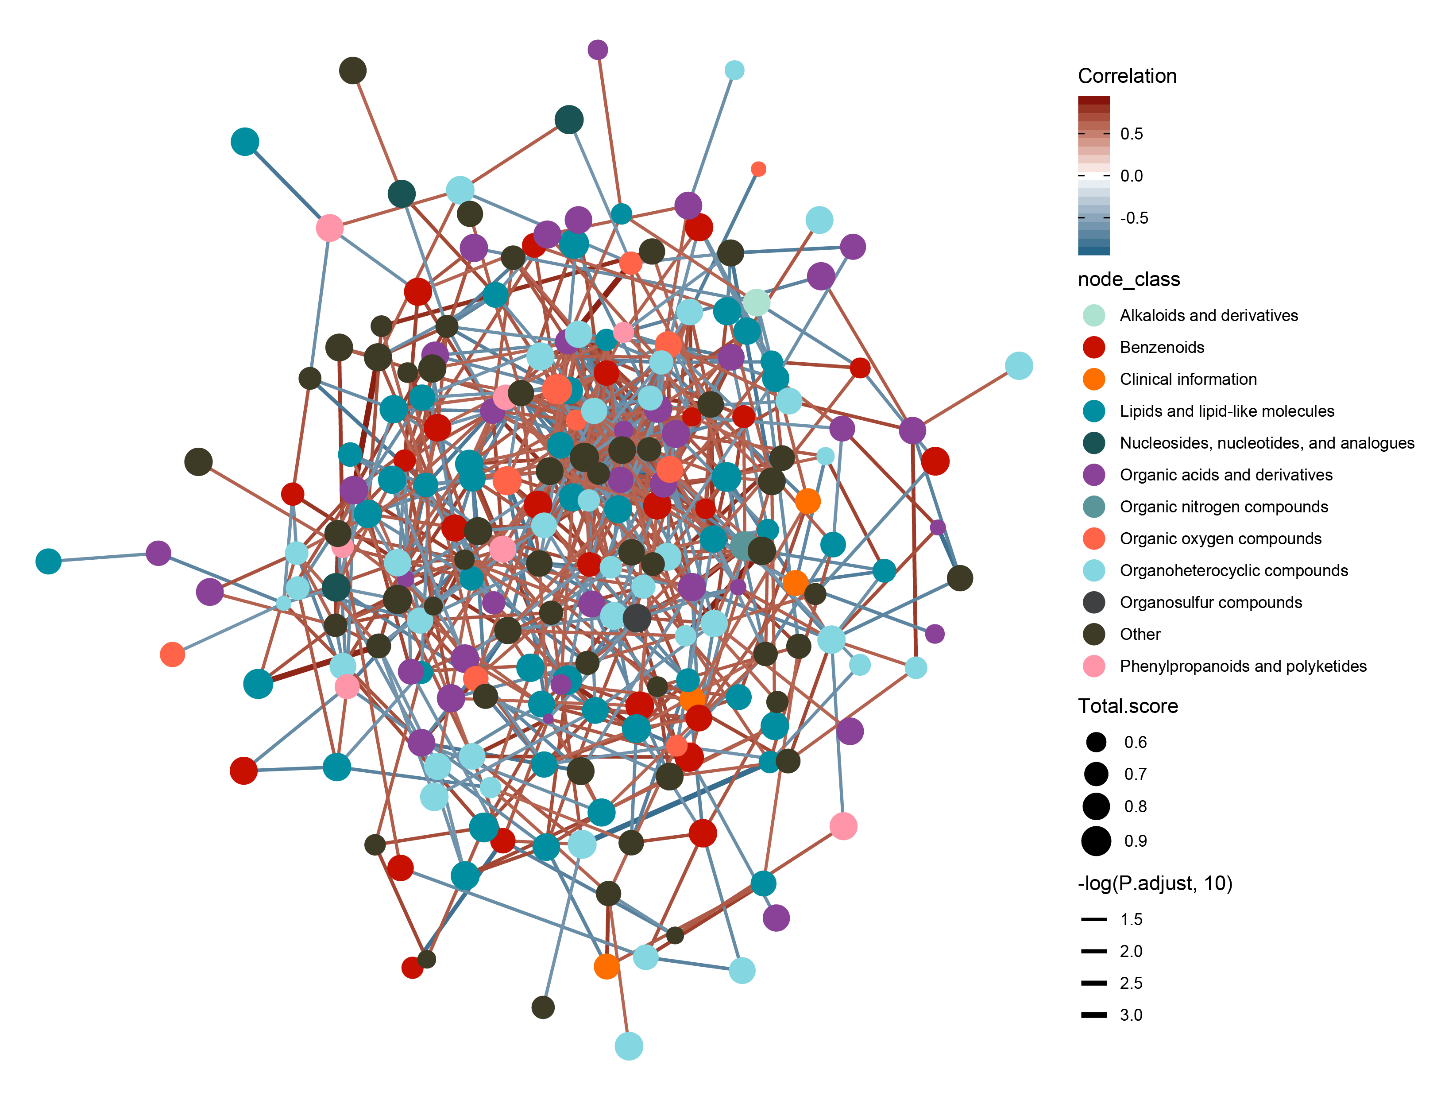 Correlation
0.5
0.0
-0.5
node_class
Alkaloids and derivatives
Benzenoids
Clinical information
Lipids and lipid-like molecules
Nucleosides, nucleotides, and analogues
Organic acids and derivatives
Organic nitrogen compounds
Organic oxygen compounds
Organoheterocyclic compounds
Organosulfur compounds
Other
Phenylpropanoids and polyketides
Total.score
0.6
0.7
0.8
0.9
-log(P.adjust, 10)
1.5
2.0
2.5
3.0